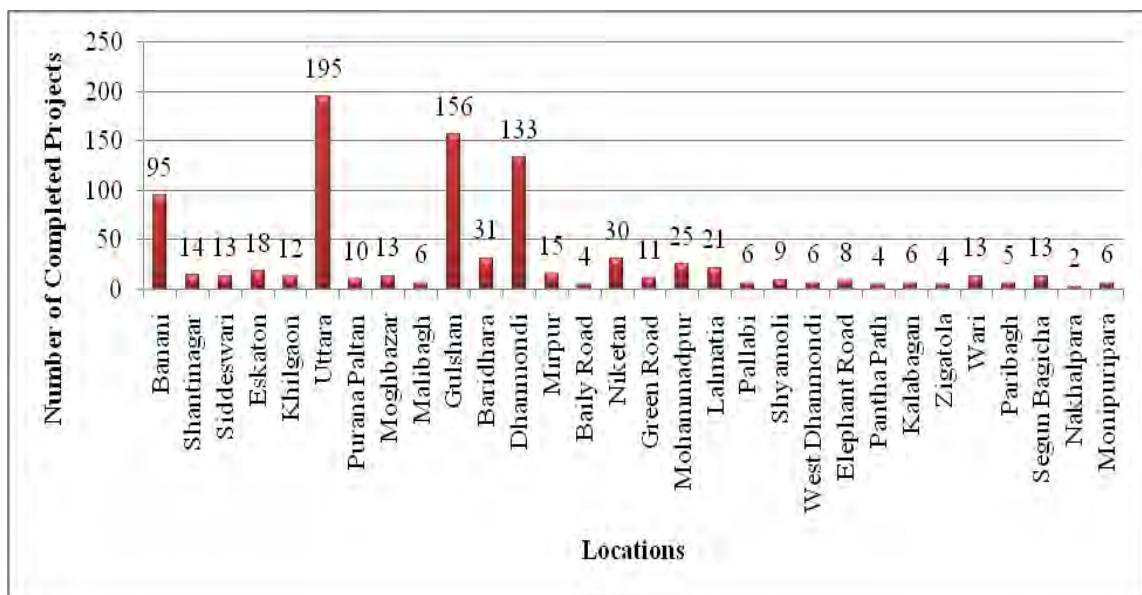 Number of Completed Projects
250
200
150
100
50
0
95
14
13
18
12
195
10
13
6
156
31
133
15
4
30
11
25
21
6
9
6
8
4
6
4
13
5
13
2
6
Banani
Shantinagar
Siddeswari
Eskaton
Khilgaon
Uttara
Purana Paltan
Moghbazar
Malibagh
Gulshan
Baridhara
Dhanmondi
Mirpur
Baily Road
Niketan
Green Road
Mohammadpur
Lalmatia
Pallabi
Shyamoli
West Dhanmondi
Elephant Road
Pantha Path
Kalabagan
Zigatola
Wari
Paribagh
Segun Bagicha
Nakhalpara
Monipuripara
Locations